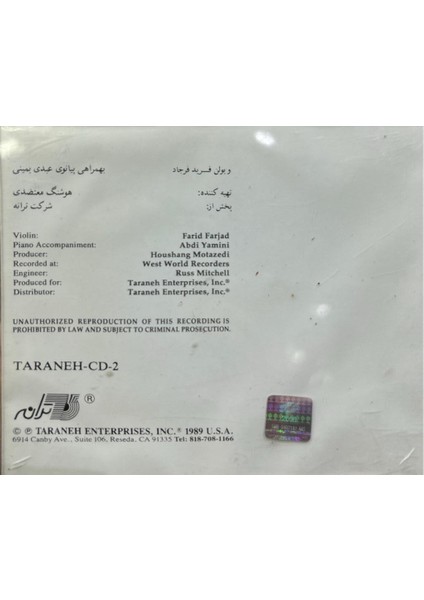 ویولن فرید فرجاد بهمراهی پیانوی عبدی یمینی
تهیه کننده: هوشنگ معتضدی
پخش از: شرکت ترانه
Violin: Farid Farjad
Piano Accompaniment: Abdi Yamini
Producer: Houshang Motazedi
Recorded at: West World Recorders
Engineer: Russ Mitchell
Produced for: Taraneh Enterprises, Inc.®
Distributor: Taraneh Enterprises, Inc.®
UNAUTHORIZED REPRODUCTION OF THIS RECORDING IS
PROHIBITED BY LAW AND SUBJECT TO CRIMINAL PROSECUTION.
TARANEH-CD-2
ترانه ®
© ℗ TARANEH ENTERPRISES, INC.® 1989 U.S.A.
6914 Canby Ave., Suite 106, Reseda, CA 91335 Tel: 818-708-1166